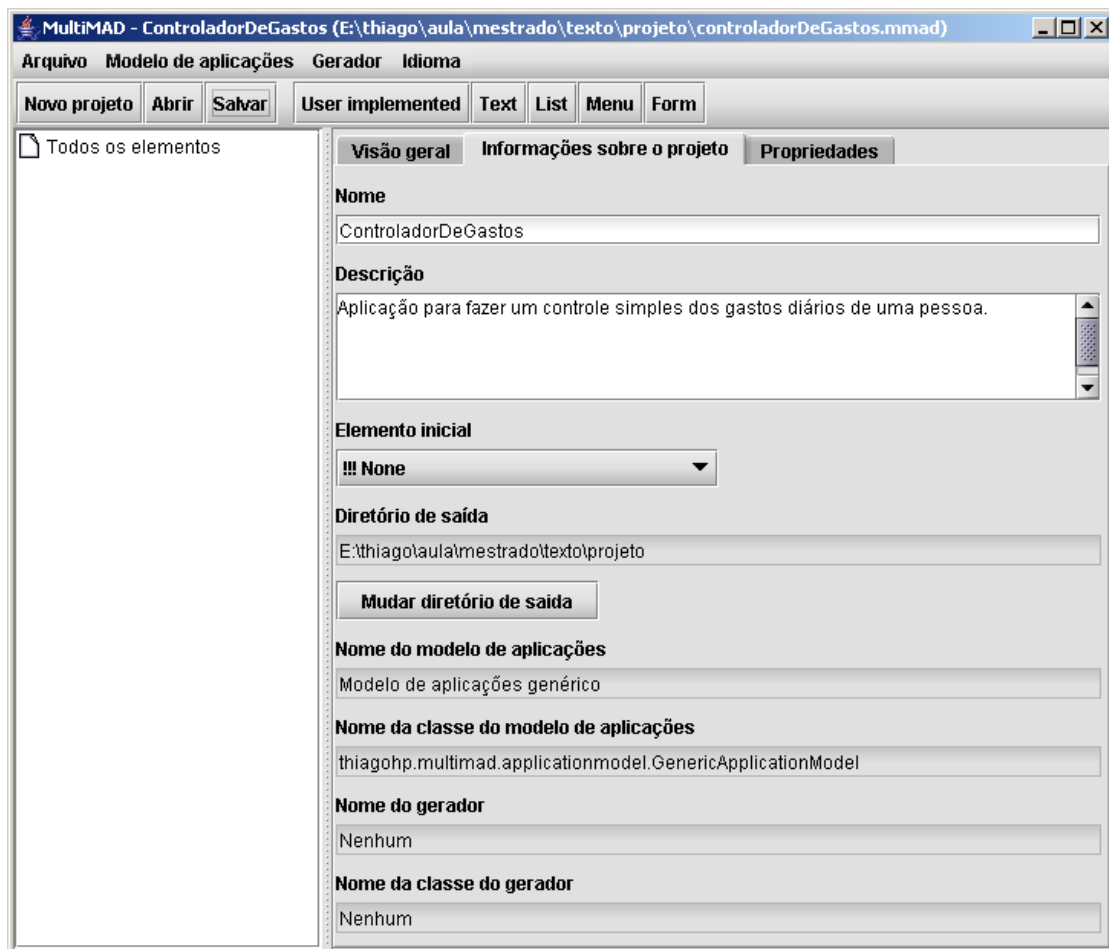 MultiMAD - ControladorDeGastos (E:\thiago\aula\mestrado\texto\projeto\controladorDeGastos.mmad)
Arquivo Modelo de aplicações Gerador Idioma
Novo projeto Abrir Salvar User implemented Text List Menu Form
Todos os elementos
Visão geral Informações sobre o projeto Propriedades
Nome
ControladorDeGastos
Descrição
Aplicação para fazer um controle simples dos gastos diários de uma pessoa.
Elemento inicial
!!! None
Diretório de saída
E:\thiago\aula\mestrado\texto\projeto
Mudar diretório de saida
Nome do modelo de aplicações
Modelo de aplicações genérico
Nome da classe do modelo de aplicações
thiagohp.multimad.applicationmodel.GenericApplicationModel
Nome do gerador
Nenhum
Nome da classe do gerador
Nenhum